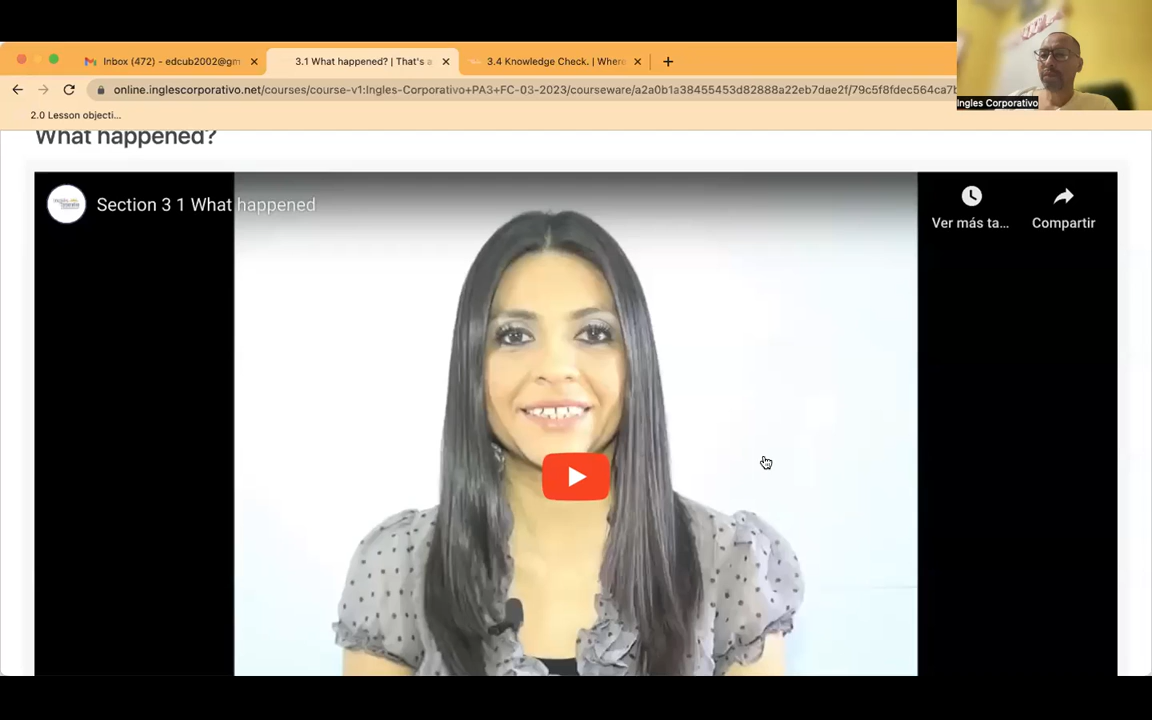 Inbox (472) - edcub2002@gm
3.1 What happened? | That's a
3.4 Knowledge Check. | Where
online.inglescorporativo.net/courses/course-v1:Ingles-Corporativo+PA3+FC-03-2023/courseware/a2a0b1a38455453d82888a22eb7dae2f/79c5f8fdec564ca7b
Ingles Corporativo
2.0 Lesson objecti...
What happened?
Section 3 1 What happened
Ver más ta...
Compartir